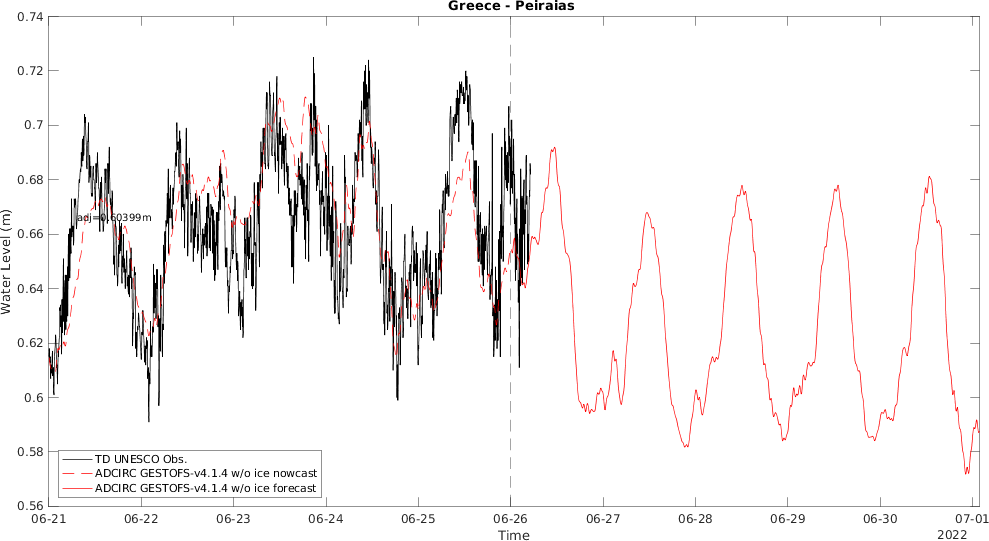 Greece - Peiraias
0.74
0.72
0.7
0.68
0.66
0.64
0.62
0.6
0.58
0.56
Water Level (m)
adj=0.60399m
TD UNESCO Obs.
ADCIRC GESTOFS-v4.1.4 w/o ice nowcast
ADCIRC GESTOFS-v4.1.4 w/o ice forecast
06-21 06-22 06-23 06-24 06-25 06-26 06-27 06-28 06-29 06-30 07-01
Time
2022